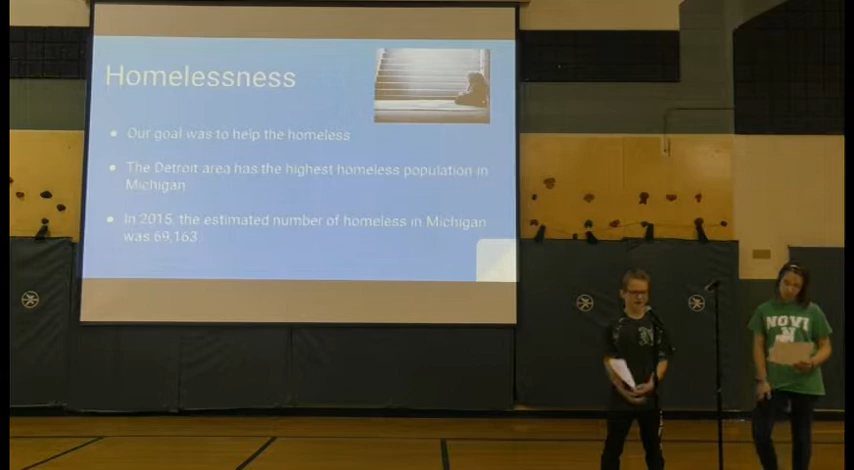 Homelessness
• Our goal was to help the homeless
• The Detroit area has the highest homeless population in
Michigan
• In 2015, the estimated number of homeless in Michigan
was 69,163
NOVI
N